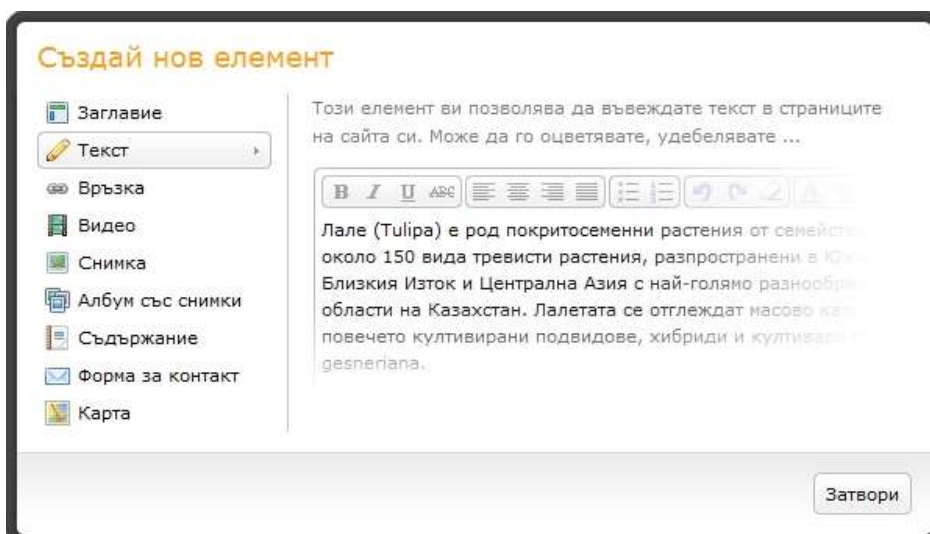 Създай нов елемент
Заглавие
Текст
Връзка
Видео
Снимка
Албум със снимки
Съдържание
Форма за контакт
Карта
Този елемент ви позволява да въвеждате текст в страниците
на сайта си. Може да го оцветявате, удебелявате ...
B I U ABC
Лале (Tulipa) е род покритосеменни растения от
около 150 вида тревисти растения, разпространени в
Близкия Изток и Централна Азия с най-голямо
области на Казахстан. Лалетата се отглеждат масово
повечето култивирани подвидове, хибриди и
gesneriana.
Затвори